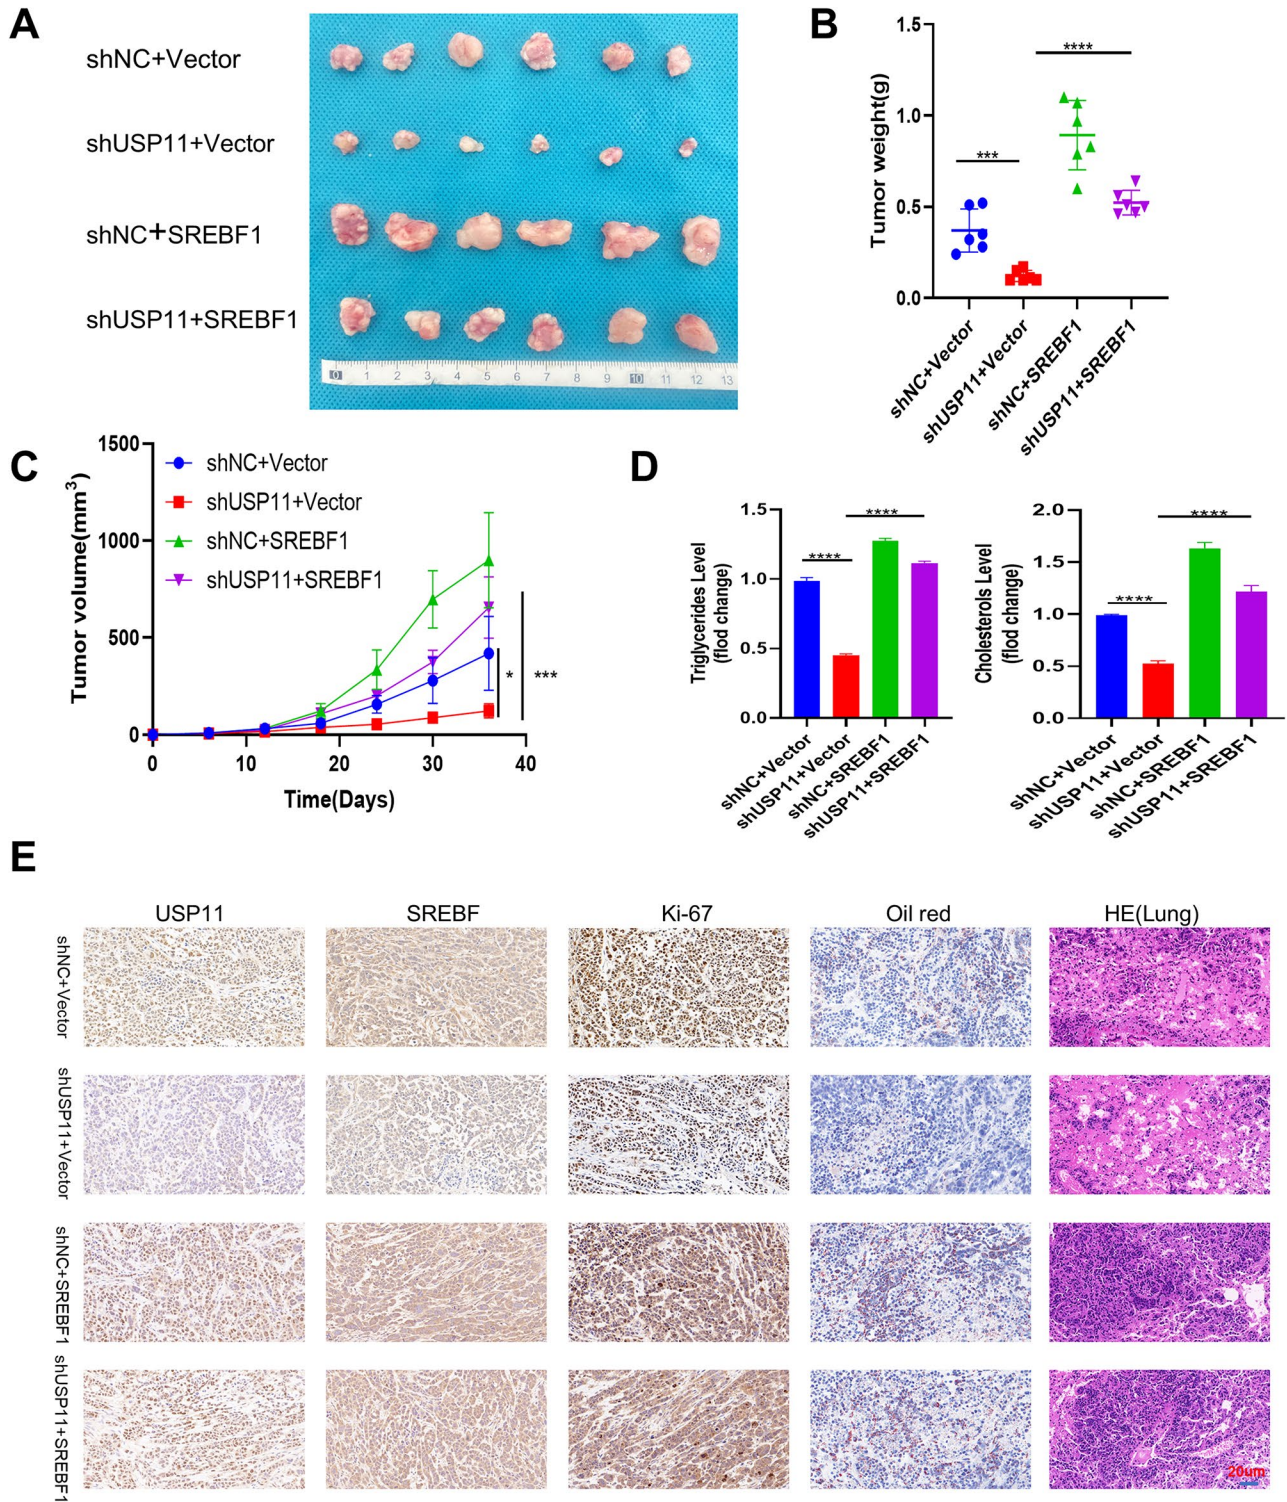 A
shNC+Vector
shUSP11+Vector
shNC+SREBF1
shUSP11+SREBF1
0 1 2 3 4 5 6 7 8 9 10 11 12 13
B
Tumor weight(g)
1.5
1.0
0.5
0.0
***
****
shNC+Vector
shUSP11+Vector
shNC+SREBF1
shUSP11+SREBF1
C
Tumor volume(mm3)
1500
1000
500
0
shNC+Vector
shUSP11+Vector
shNC+SREBF1
shUSP11+SREBF1
* ***
0 10 20 30 40
Time(Days)
D
Triglycerides Level
(flod change)
1.5
1.0
0.5
0.0
****
****
shNC+Vector
shUSP11+Vector
shNC+SREBF1
shUSP11+SREBF1
Cholesterols Level
(flod change)
2.0
1.5
1.0
0.5
0.0
****
****
shNC+Vector
shUSP11+Vector
shNC+SREBF1
shUSP11+SREBF1
E
USP11 SREBF Ki-67 Oil red HE(Lung)
shNC+Vector
shUSP11+Vector
shNC+SREBF1
shUSP11+SREBF1
20um